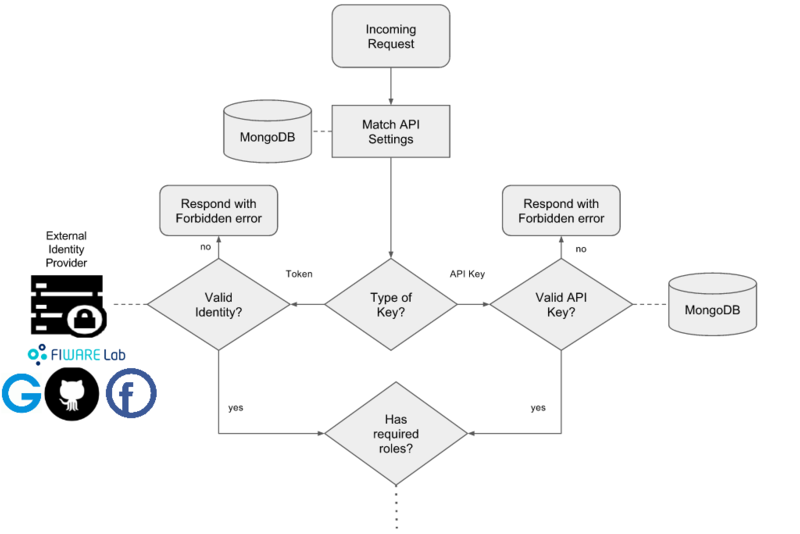 Incoming
Request
Match API
Settings
MongoDB
Respond with
Forbidden error
Respond with
Forbidden error
External
Identity
Provider
no
no
Token
API Key
Valid
Identity?
Type of
Key?
Valid API
Key?
MongoDB
FIWARE Lab
G
f
yes
yes
Has
required
roles?